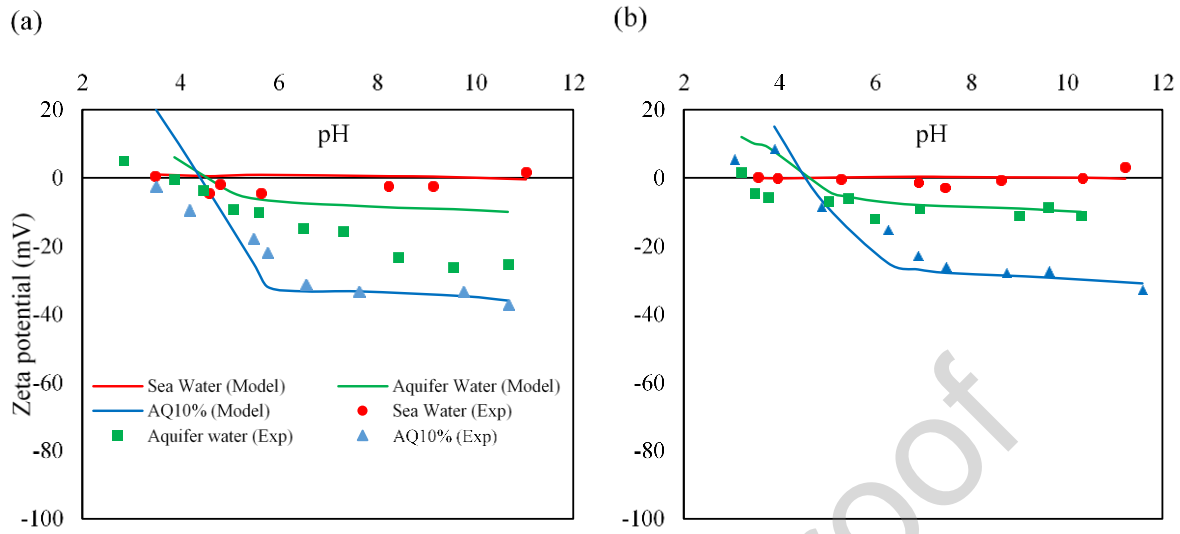 (a)
(b)
2 4 6 8 10 12
2 4 6 8 10 12
20
0
-20
-40
-60
-80
-100
20
0
-20
-40
-60
-80
-100
pH
pH
Zeta potential (mV)
Sea Water (Model)
Aquifer Water (Model)
AQ10% (Model)
Sea Water (Exp)
Aquifer water (Exp)
AQ10% (Exp)
roof